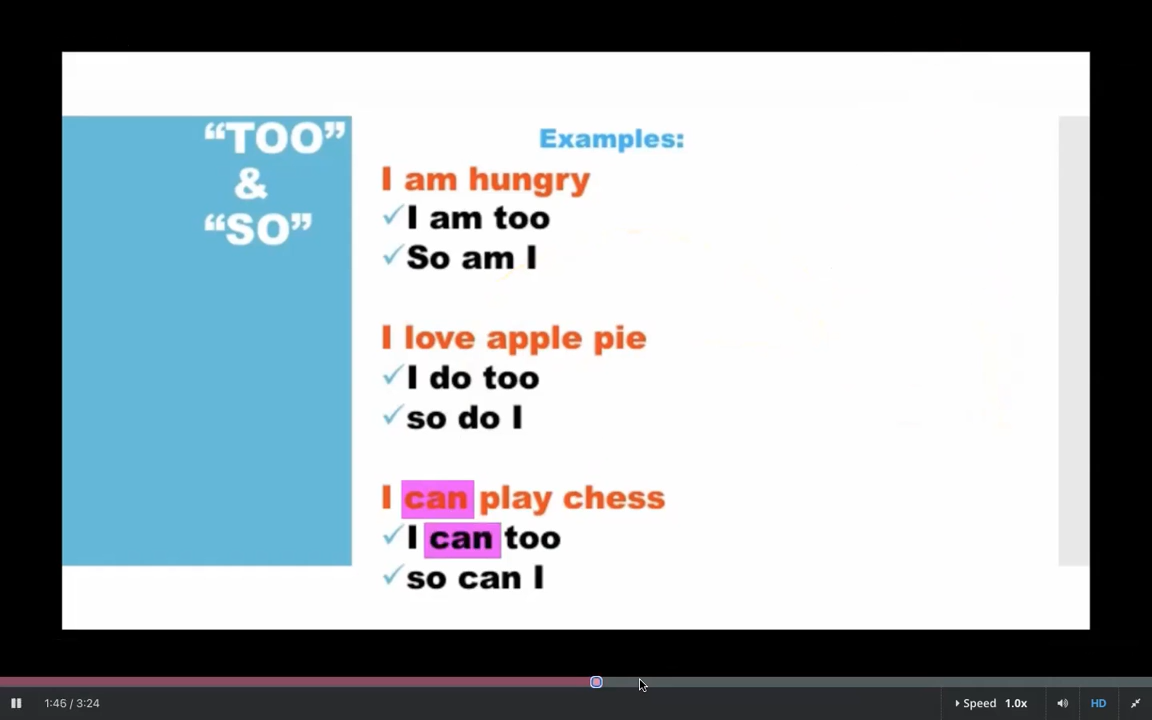 “TOO”
&
“SO”
Examples:
I am hungry
✓I am too
✓So am I
I love apple pie
✓I do too
✓so do I
I can play chess
✓I can too
✓so can I
1:46 / 3:24
Speed 1.0x
HD